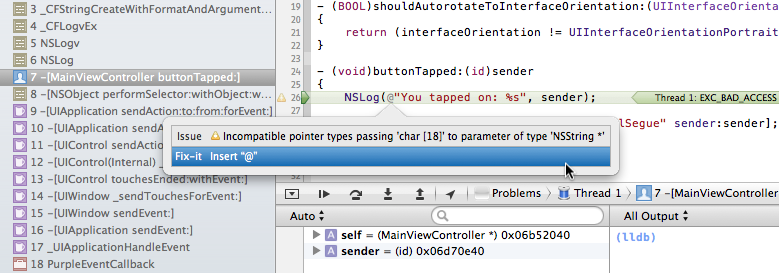 3 _CFStringCreateWithFormatAndArgument...
4 _CFLogvEx
5 NSLogv
6 NSLog
7 -[MainViewController buttonTapped:]
8 -[NSObject performSelector:withObject:w...
9 -[UIApplication sendAction:to:from:forEvent:]
10 -[UIApplication sendAction
11 -[UIControl sendAction:to
12 -[UIControl(Internal) _
13 -[UIControl touchesEnded:withEvent:]
14 -[UIWindow _sendTouchesForEvent:]
15 -[UIWindow sendEvent:]
16 -[UIApplication sendEvent:]
17 _UIApplicationHandleEvent
18 PurpleEventCallback
19 - (BOOL)shouldAutorotateToInterfaceOrientation:(UIInterfaceOrienta
20 {
21 return (interfaceOrientation != UIInterfaceOrientationPortrait
22 }
23
24 - (void)buttonTapped:(id)sender
25 {
26 NSLog(@"You tapped on: %s", sender);
Thread 1: EXC_BAD_ACCESS
lSegue" sender:sender];
Issue Incompatible pointer types passing 'char [18]' to parameter of type 'NSString *'
Fix-it Insert "@"
Problems Thread 1 7 -[MainViewController
Auto
All Output
self = (MainViewController *) 0x06b52040
sender = (id) 0x06d70e40
(lldb)